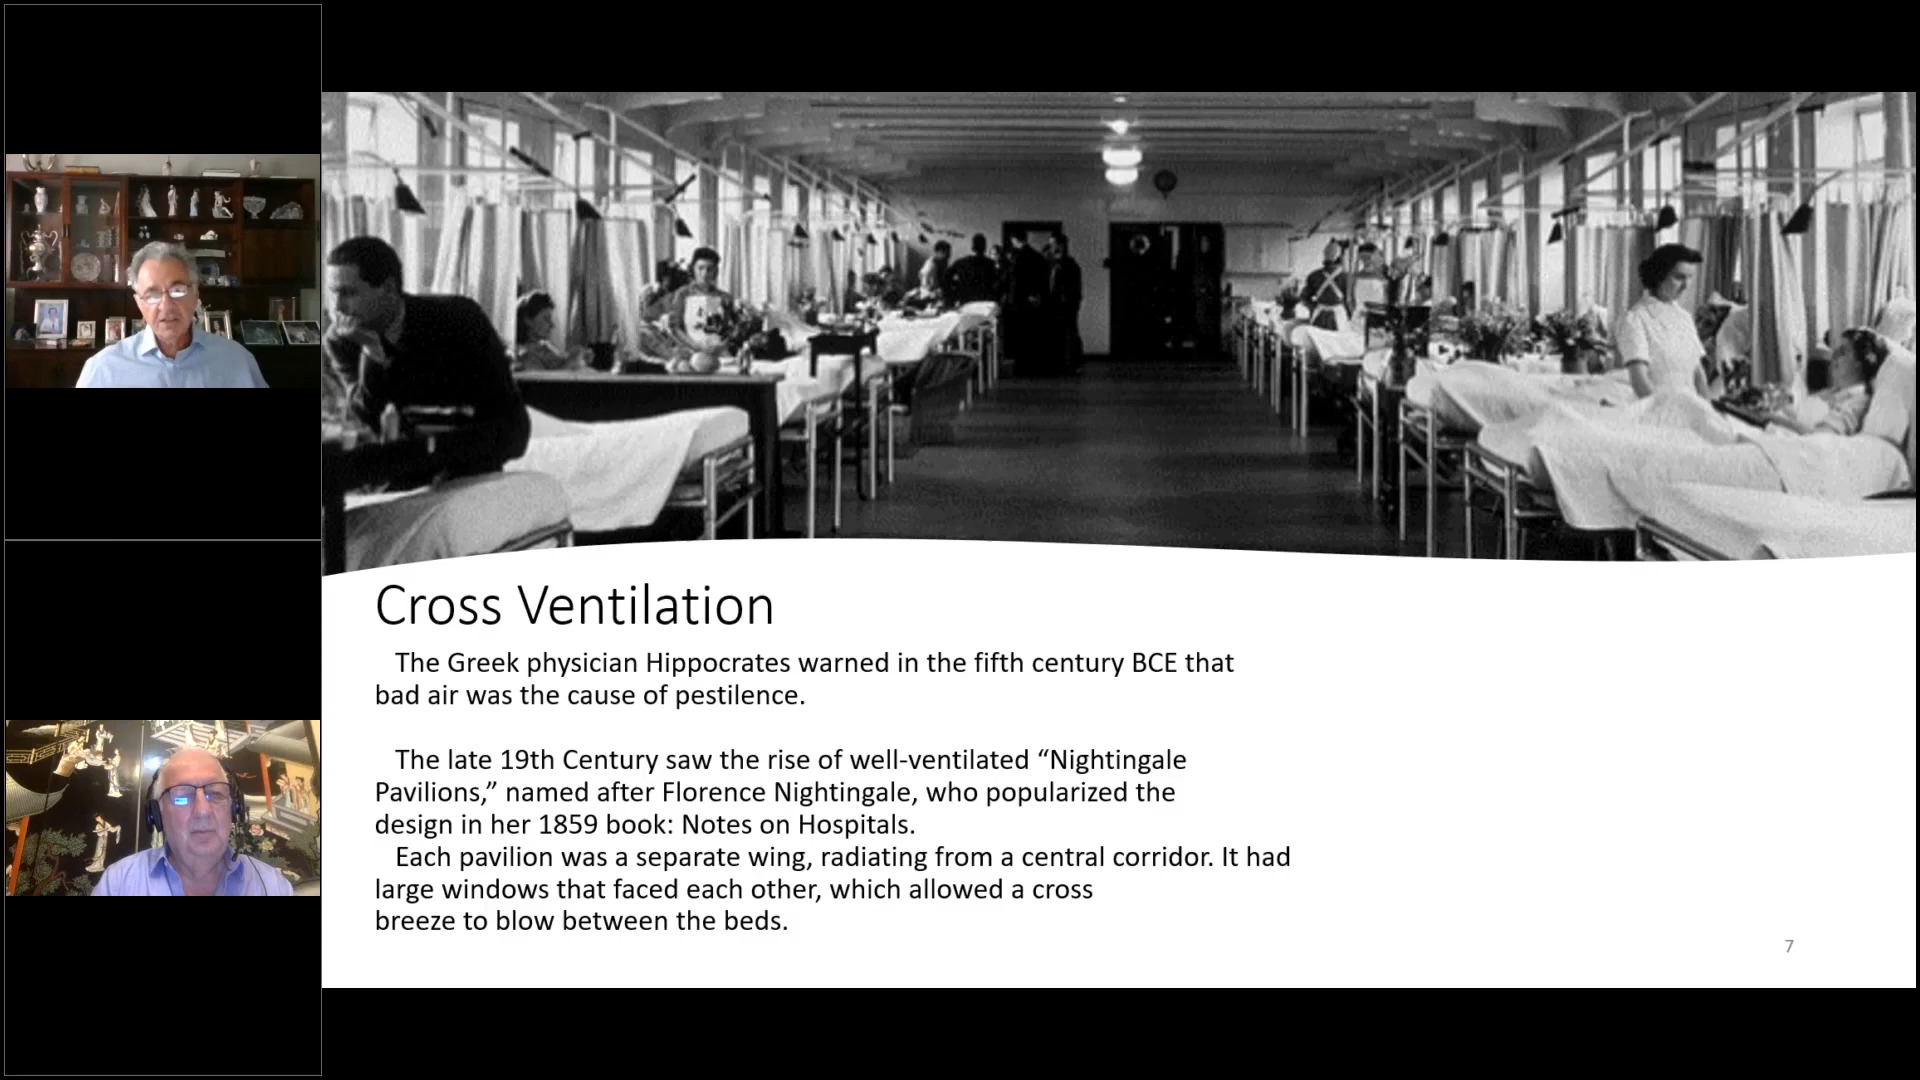 Cross Ventilation
The Greek physician Hippocrates warned in the fifth century BCE that
bad air was the cause of pestilence.
The late 19th Century saw the rise of well-ventilated “Nightingale
Pavilions,” named after Florence Nightingale, who popularized the
design in her 1859 book: Notes on Hospitals.
Each pavilion was a separate wing, radiating from a central corridor. It had
large windows that faced each other, which allowed a cross
breeze to blow between the beds.
7